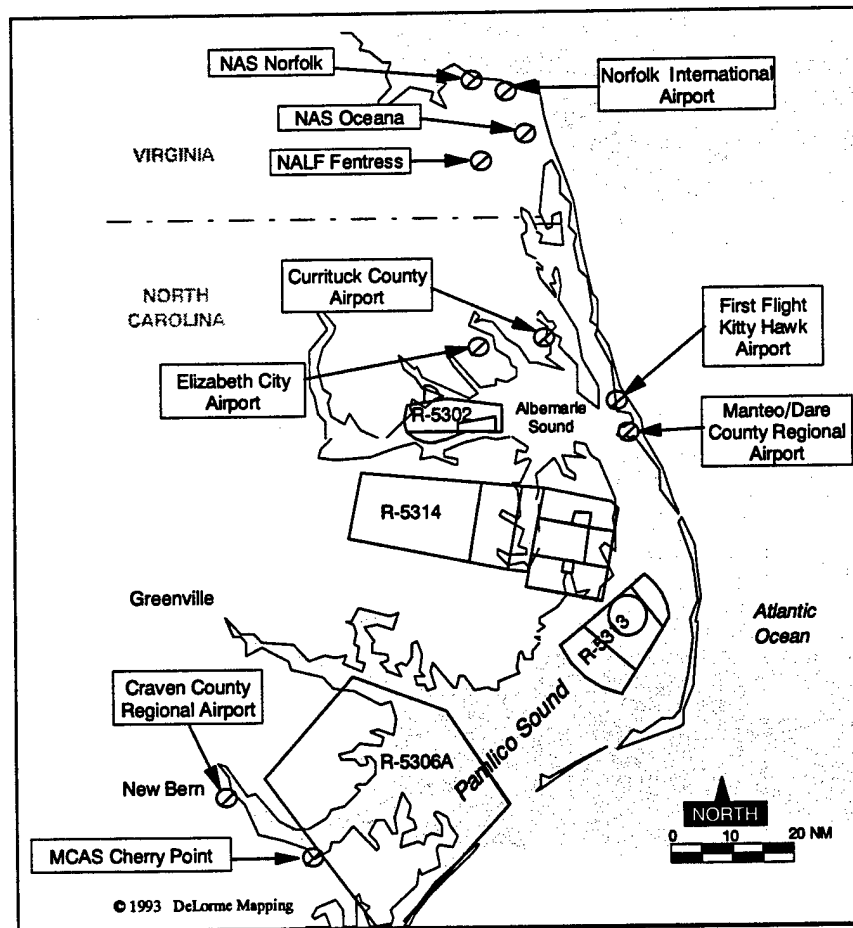 NAS Norfolk
Norfolk International
Airport
NAS Oceana
VIRGINIA
NALF Fentress
Currituck County
Airport
NORTH
CAROLINA
First Flight
Kitty Hawk
Airport
Elizabeth City
Airport
R-5302
Albemarle
Sound
Manteo/Dare
County Regional
Airport
R-5314
Greenville
Atlantic
Ocean
R-5313
Craven County
Regional Airport
Pamlico Sound
R-5306A
New Bern
NORTH
0 10 20 NM
MCAS Cherry Point
© 1993 DeLorme Mapping